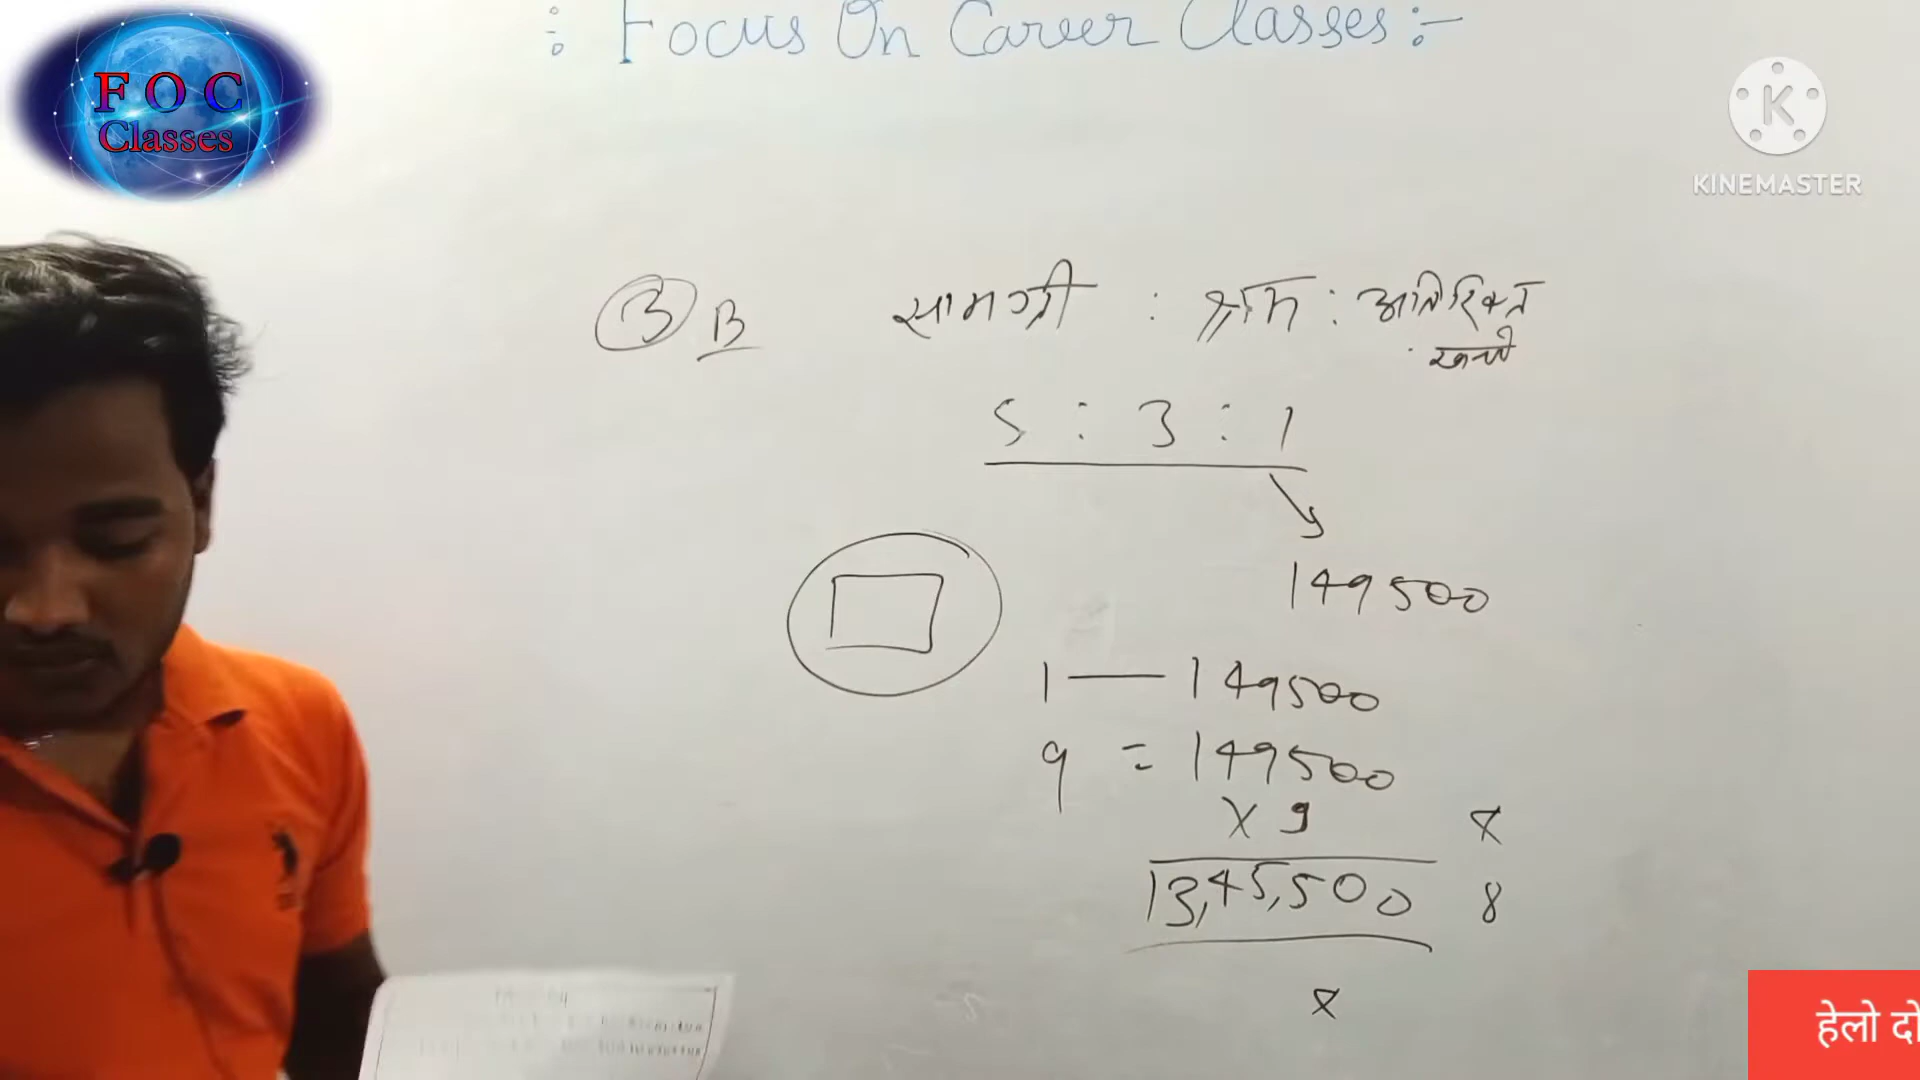 : Focus On Career Classes :-
F O C
Classes
K
KINEMASTER
③ B सामग्री : श्रम : अतिरिक्त
खर्च
5 : 3 : 1
149500
1 — 149500
9 = 149500
X 9
13,45,500 8
हेलो दो